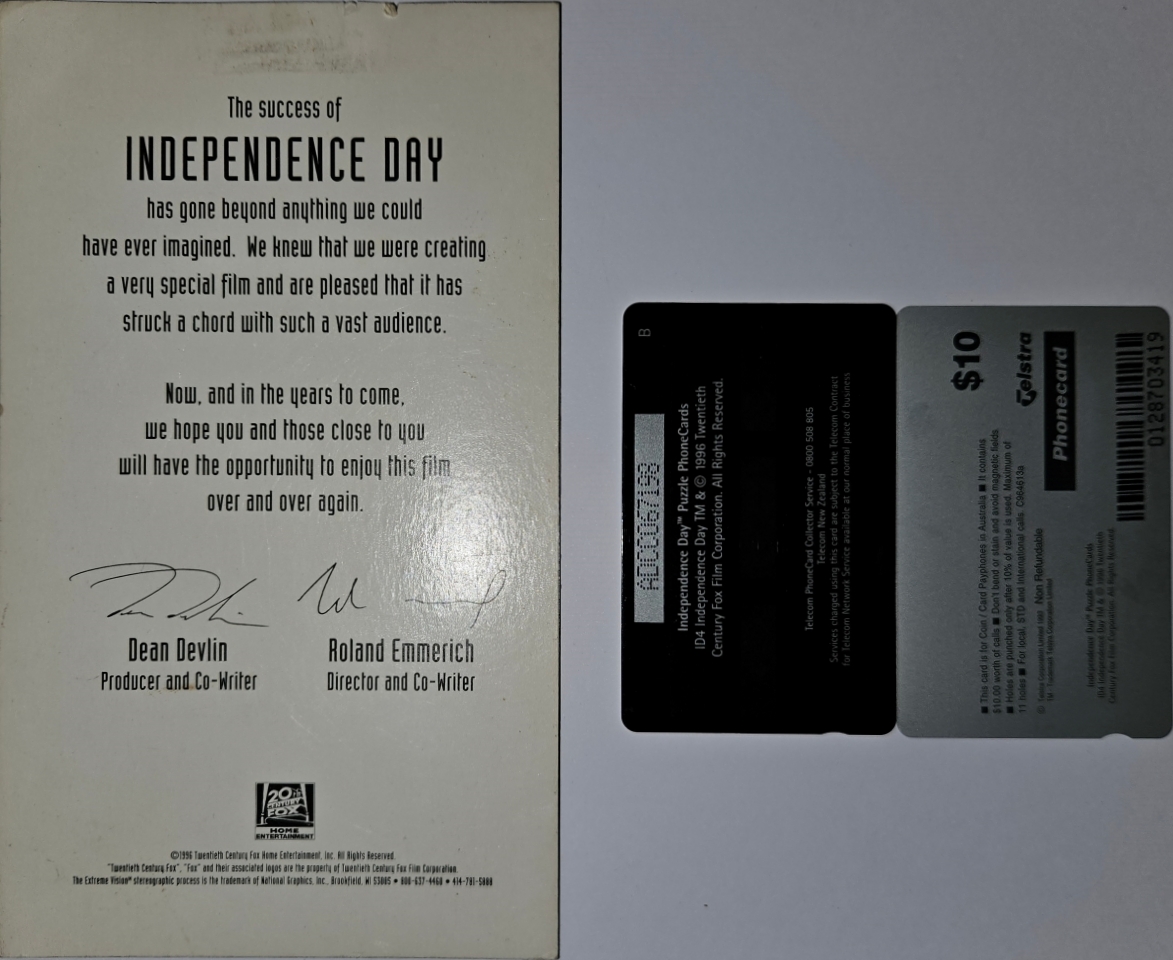 The success of
INDEPENDENCE DAY
has gone beyond anything we could
have ever imagined. We knew that we were creating
a very special film and are pleased that it has
struck a chord with such a vast audience.
Now, and in the years to come,
we hope you and those close to you
will have the opportunity to enjoy this film
over and over again.
Dean Devlin
Roland Emmerich
Producer and Co-Writer
Director and Co-Writer
20th
CENTURY
FOX
HOME
ENTERTAINMENT
©1996 Twentieth Century Fox Home Entertainment, Inc. All Rights Reserved.
"Twentieth Century Fox", "Fox" and their associated logos are the property of Twentieth Century Fox Film Corporation.
The Extreme Vision® stereographic process is the trademark of National Graphics, Inc., Brookfield, WI 53005 • 800-637-4460 • 414-781-5000
B
Independence Day™ Puzzle PhoneCards
ID4 Independence Day TM & © 1996 Twentieth
Century Fox Film Corporation. All Rights Reserved.
Telecom PhoneCard Collector Service - 0800 508 805
Telecom New Zealand
Services charged using this card are subject to the Telecom Contract
for Telecom Network Service available at our normal place of business
$10
Telstra
Phonecard
0128703419
■ This card is for Coin / Card Payphones in Australia ■ It contains
$10.00 worth of calls ■ Don't bend or stain and avoid magnetic fields
■ Holes are punched only after 10% of value is used. Maximum of
11 holes ■ For local, STD and International calls. C964613a
Non Refundable
Independence Day™ Puzzle PhoneCards
ID4 Independence Day TM & © 1996 Twentieth
Century Fox Film Corporation. All Rights Reserved.